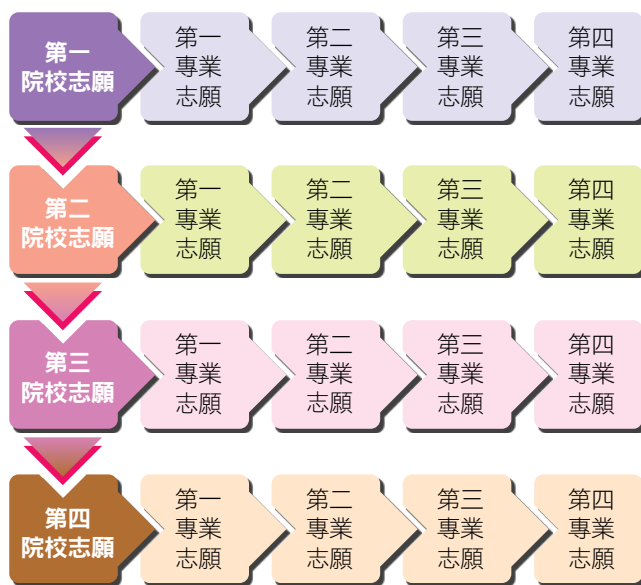 第一
院校志願
第一
專業
志願
第二
專業
志願
第三
專業
志願
第四
專業
志願
第二
院校志願
第一
專業
志願
第二
專業
志願
第三
專業
志願
第四
專業
志願
第三
院校志願
第一
專業
志願
第二
專業
志願
第三
專業
志願
第四
專業
志願
第四
院校志願
第一
專業
志願
第二
專業
志願
第三
專業
志願
第四
專業
志願